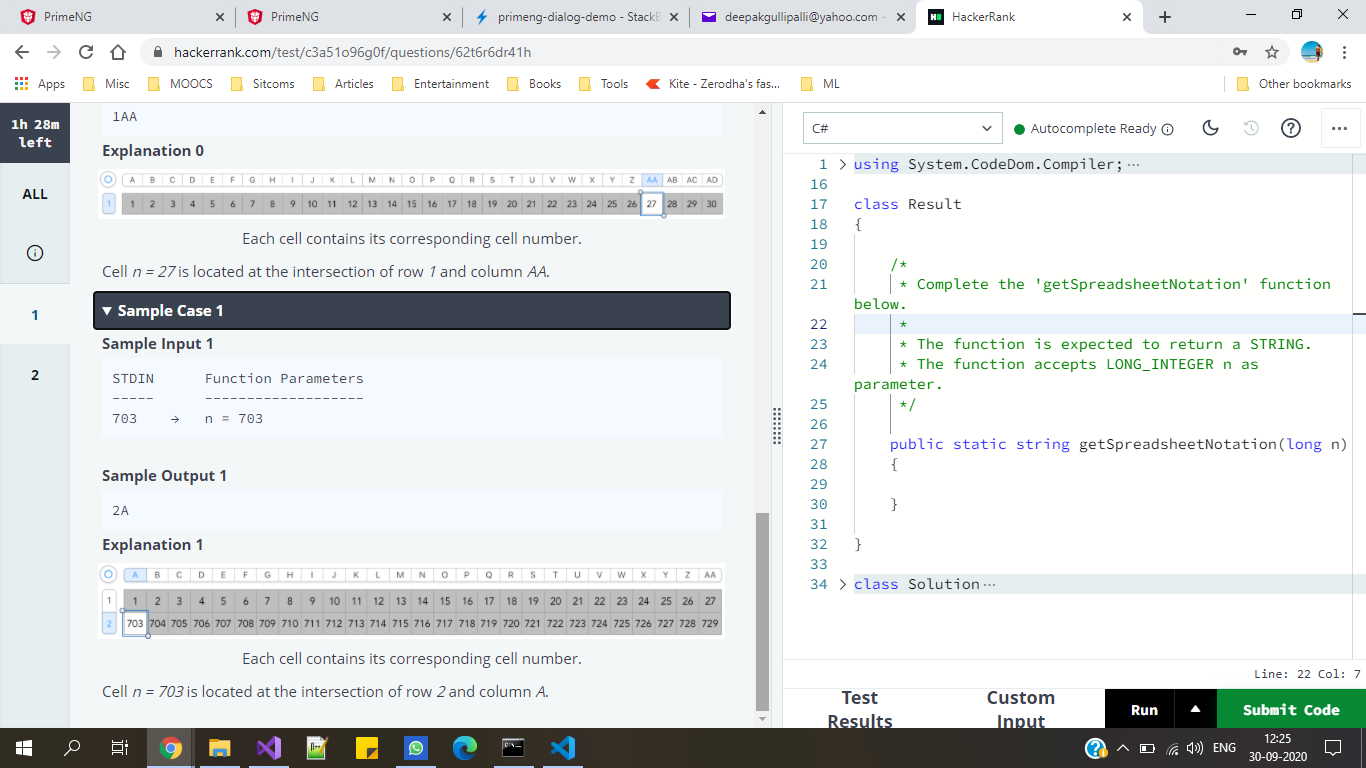 PrimeNG
PrimeNG
primeng-dialog-demo - StackB
deepakgullipalli@yahoo.com -
HackerRank
hackerrank.com/test/c3a51o96g0f/questions/62t6r6dr41h
Apps Misc MOOCS Sitcoms Articles Entertainment Books Tools Kite - Zerodha's fas... ML Other bookmarks
1h 28m
left
ALL
1
2
1AA
Explanation 0
A B C D E F G H I J K L M N O P Q R S T U V W X Y Z AA AB AC AD
1 1 2 3 4 5 6 7 8 9 10 11 12 13 14 15 16 17 18 19 20 21 22 23 24 25 26 27 28 29 30
Each cell contains its corresponding cell number.
Cell n = 27 is located at the intersection of row 1 and column AA.
▼ Sample Case 1
Sample Input 1
STDIN Function Parameters
----- -------------------
703 → n = 703
Sample Output 1
2A
Explanation 1
A B C D E F G H I J K L M N O P Q R S T U V W X Y Z AA
1 1 2 3 4 5 6 7 8 9 10 11 12 13 14 15 16 17 18 19 20 21 22 23 24 25 26 27
2 703 704 705 706 707 708 709 710 711 712 713 714 715 716 717 718 719 720 721 722 723 724 725 726 727 728 729
Each cell contains its corresponding cell number.
Cell n = 703 is located at the intersection of row 2 and column A.
C#
Autocomplete Ready
1 using System.CodeDom.Compiler; ···
16
17 class Result
18 {
19
20 /*
21 * Complete the 'getSpreadsheetNotation' function
below.
22 *
23 * The function is expected to return a STRING.
24 * The function accepts LONG_INTEGER n as
parameter.
25 */
26
27 public static string getSpreadsheetNotation(long n)
28 {
29
30 }
31
32 }
33
34 class Solution ···
Line: 22 Col: 7
Test
Results
Custom
Input
Run
Submit Code
ENG
12:25
30-09-2020